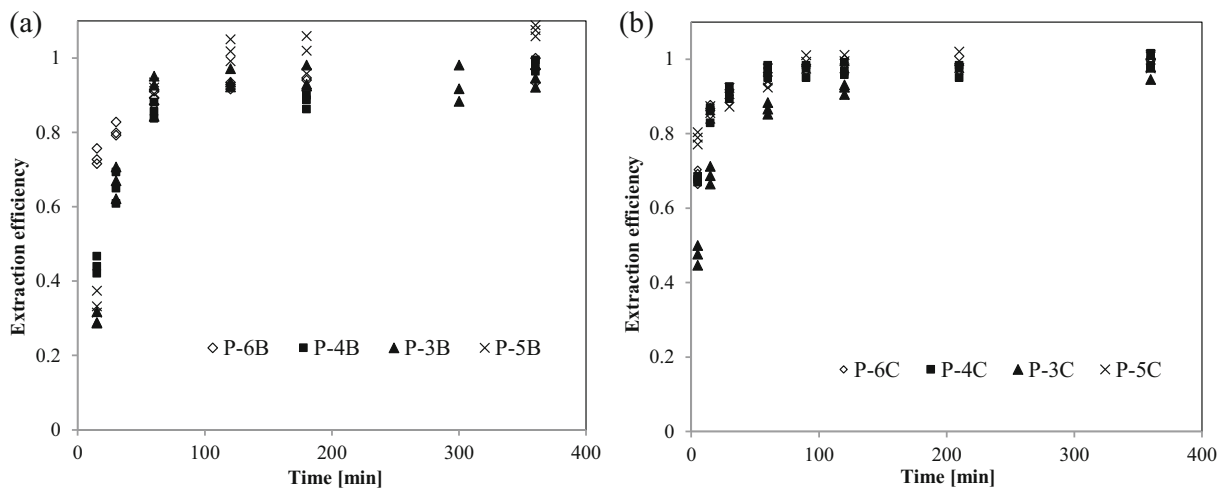 (a)
Extraction efficiency
1
0.8
0.6
0.4
0.2
0
P-6B P-4B P-3B P-5B
0 100 200 300 400
Time [min]
(b)
Extraction efficiency
1
0.8
0.6
0.4
0.2
0
P-6C P-4C P-3C P-5C
0 100 200 300 400
Time [min]